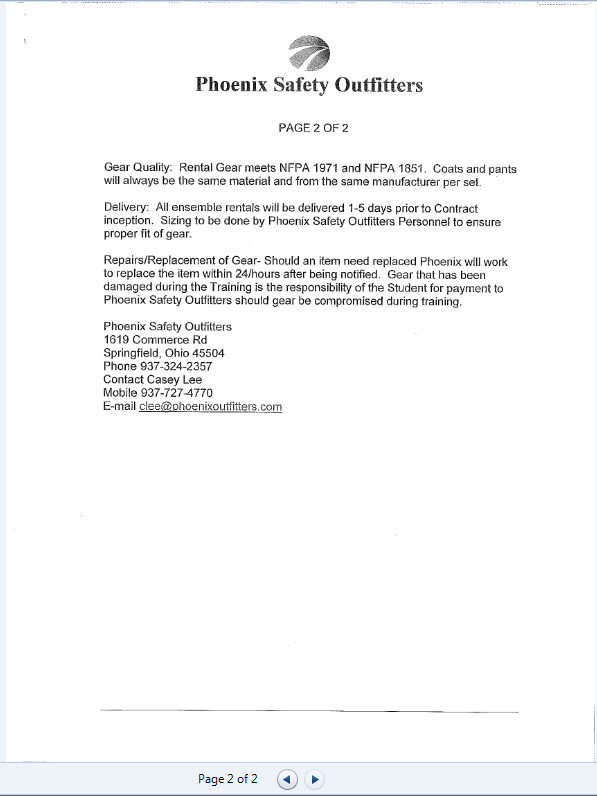 Phoenix Safety Outfitters
PAGE 2 OF 2
Gear Quality: Rental Gear meets NFPA 1971 and NFPA 1851. Coats and pants
will always be the same material and from the same manufacturer per set.
Delivery: All ensemble rentals will be delivered 1-5 days prior to Contract
inception. Sizing to be done by Phoenix Safety Outfitters Personnel to ensure
proper fit of gear.
Repairs/Replacement of Gear- Should an item need replaced Phoenix will work
to replace the item within 24/hours after being notified. Gear that has been
damaged during the Training is the responsibility of the Student for payment to
Phoenix Safety Outfitters should gear be compromised during training.
Phoenix Safety Outfitters
1619 Commerce Rd
Springfield, Ohio 45504
Phone 937-324-2357
Contact Casey Lee
Mobile 937-727-4770
E-mail clee@phoenixoutfitters.com
Page 2 of 2